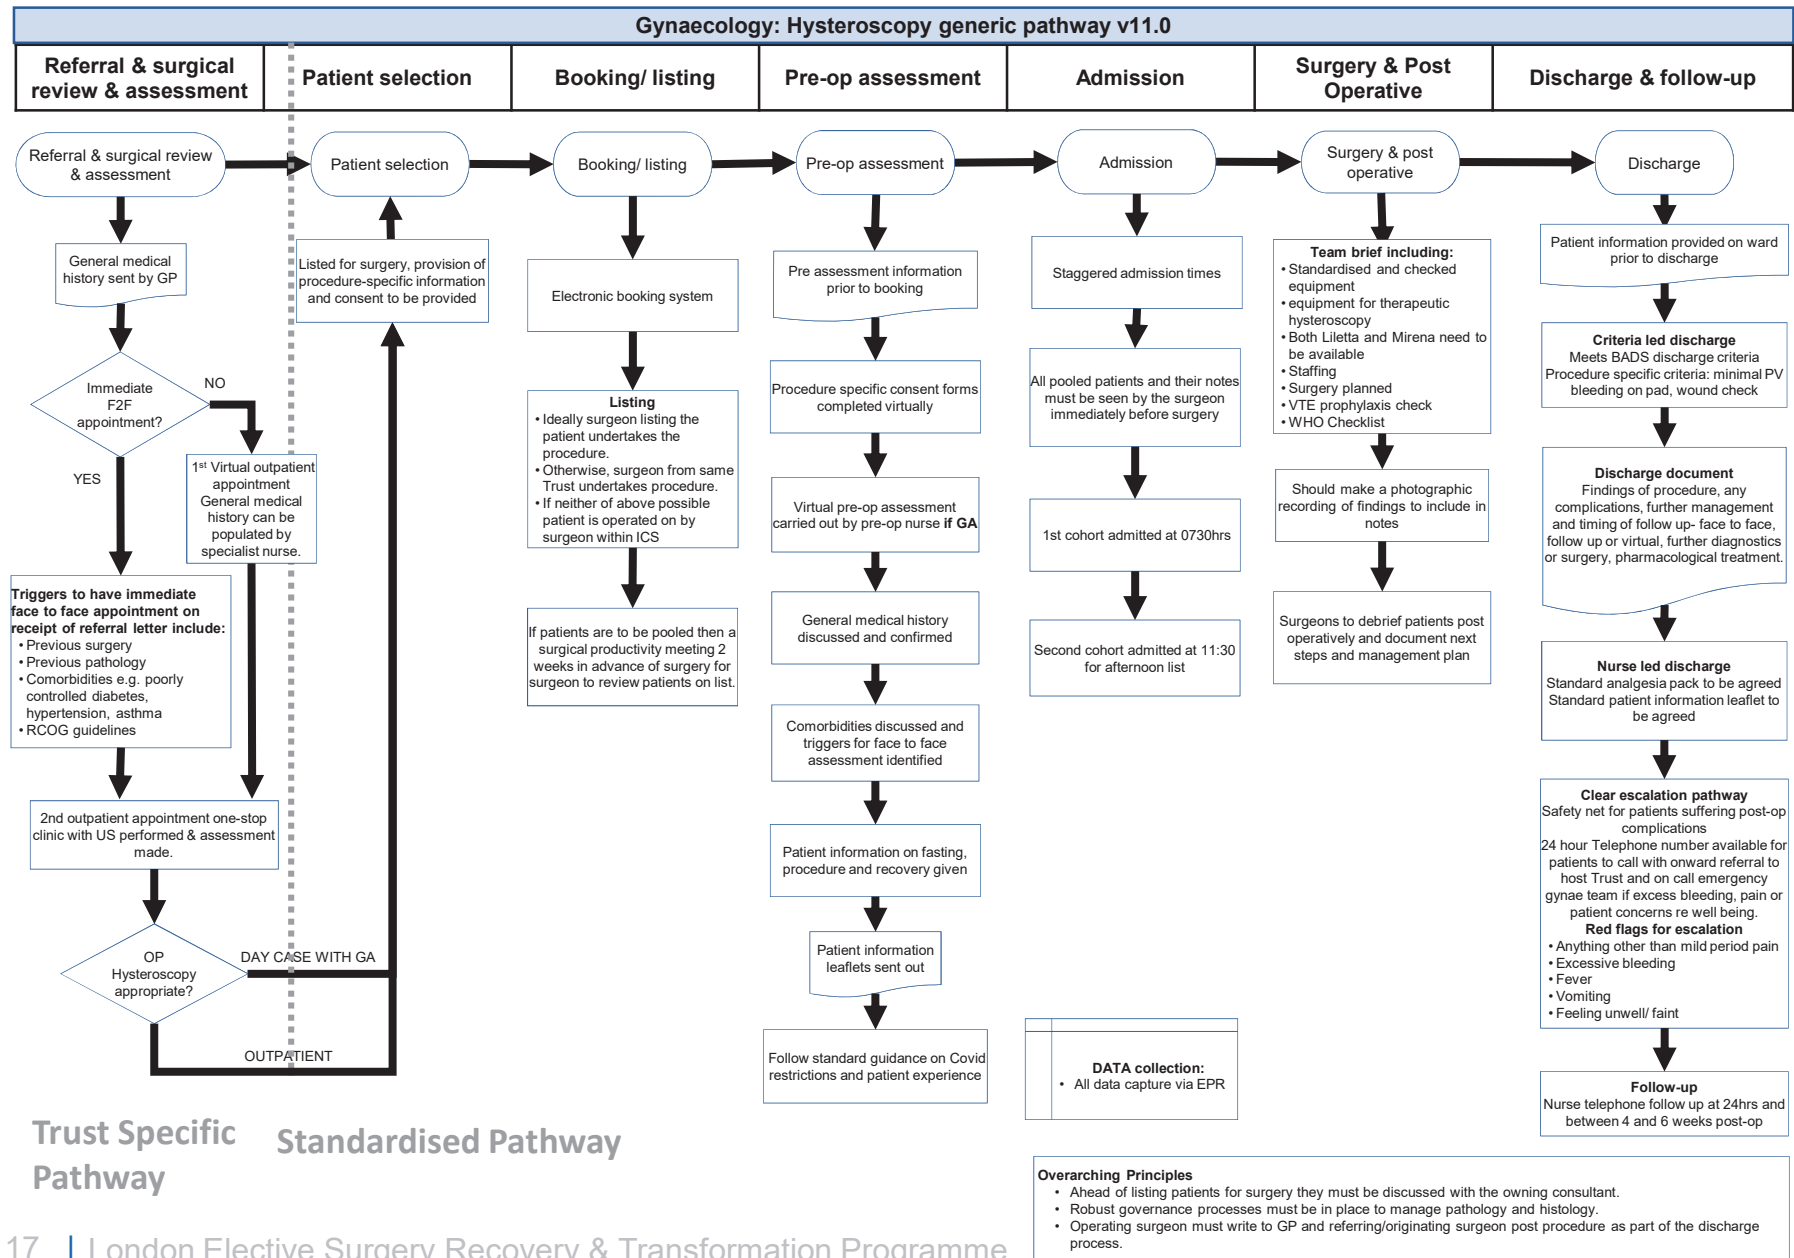 Gynaecology: Hysteroscopy generic pathway v11.0
Referral & surgical
review & assessment
Patient selection
Booking/ listing
Pre-op assessment
Admission
Surgery & Post
Operative
Discharge & follow-up
Referral & surgical review
& assessment
Patient selection
Booking/ listing
Pre-op assessment
Admission
Surgery & post
operative
Discharge
General medical
history sent by GP
Immediate
F2F
appointment?
NO
YES
1st Virtual outpatient
appointment
General medical
history can be
populated by
specialist nurse.
Triggers to have immediate
face to face appointment on
receipt of referral letter include:
• Previous surgery
• Previous pathology
• Comorbidities e.g. poorly
controlled diabetes,
hypertension, asthma
• RCOG guidelines
2nd outpatient appointment one-stop
clinic with US performed & assessment
made.
OP
Hysteroscopy
appropriate?
DAY CASE WITH GA
OUTPATIENT
Listed for surgery, provision of
procedure-specific information
and consent to be provided
Electronic booking system
Listing
• Ideally surgeon listing the
patient undertakes the
procedure.
• Otherwise, surgeon from same
Trust undertakes procedure.
• If neither of above possible
patient is operated on by
surgeon within ICS
If patients are to be pooled then a
surgical productivity meeting 2
weeks in advance of surgery for
surgeon to review patients on list.
Pre assessment information
prior to booking
Procedure specific consent forms
completed virtually
Virtual pre-op assessment
carried out by pre-op nurse if GA
General medical history
discussed and confirmed
Comorbidities discussed and
triggers for face to face
assessment identified
Patient information on fasting,
procedure and recovery given
Patient information
leaflets sent out
Follow standard guidance on Covid
restrictions and patient experience
Staggered admission times
All pooled patients and their notes
must be seen by the surgeon
immediately before surgery
1st cohort admitted at 0730hrs
Second cohort admitted at 11:30
for afternoon list
DATA collection:
• All data capture via EPR
Team brief including:
• Standardised and checked
equipment
• equipment for therapeutic
hysteroscopy
• Both Liletta and Mirena need to
be available
• Staffing
• Surgery planned
• VTE prophylaxis check
• WHO Checklist
Should make a photographic
recording of findings to include in
notes
Surgeons to debrief patients post
operatively and document next
steps and management plan
Patient information provided on ward
prior to discharge
Criteria led discharge
Meets BADS discharge criteria
Procedure specific criteria: minimal PV
bleeding on pad, wound check
Discharge document
Findings of procedure, any
complications, further management
and timing of follow up- face to face,
follow up or virtual, further diagnostics
or surgery, pharmacological treatment.
Nurse led discharge
Standard analgesia pack to be agreed
Standard patient information leaflet to
be agreed
Clear escalation pathway
Safety net for patients suffering post-op
complications
24 hour Telephone number available for
patients to call with onward referral to
host Trust and on call emergency
gynae team if excess bleeding, pain or
patient concerns re well being.
Red flags for escalation
• Anything other than mild period pain
• Excessive bleeding
• Fever
• Vomiting
• Feeling unwell/ faint
Follow-up
Nurse telephone follow up at 24hrs and
between 4 and 6 weeks post-op
Trust Specific
Pathway
Standardised Pathway
Overarching Principles
• Ahead of listing patients for surgery they must be discussed with the owning consultant.
• Robust governance processes must be in place to manage pathology and histology.
• Operating surgeon must write to GP and referring/originating surgeon post procedure as part of the discharge
process.
17 | London Elective Surgery Recovery & Transformation Programme